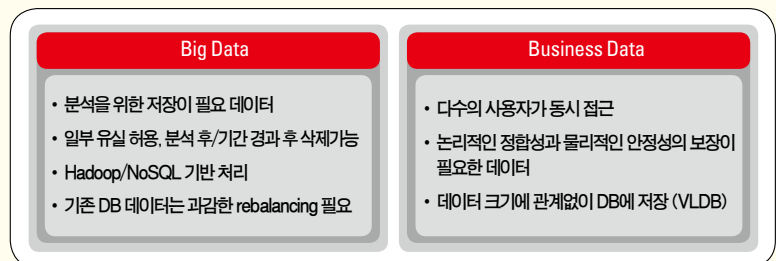 Big Data
• 분석을 위한 저장이 필요 데이터
• 일부 유실 허용, 분석 후/기간 경과 후 삭제가능
• Hadoop/NoSQL 기반 처리
• 기존 DB 데이터는 과감한 rebalancing 필요
Business Data
• 다수의 사용자가 동시 접근
• 논리적인 정합성과 물리적인 안정성의 보장이
필요한 데이터
• 데이터 크기에 관계없이 DB에 저장 (VLDB)